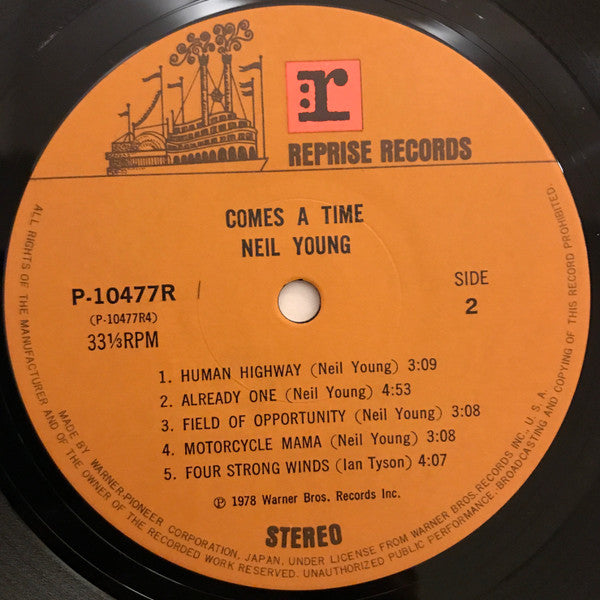 r
REPRISE RECORDS
COMES A TIME
NEIL YOUNG
P-10477R
(P-10477R4)
33⅓RPM
SIDE
2
1. HUMAN HIGHWAY (Neil Young) 3:09
2. ALREADY ONE (Neil Young) 4:53
3. FIELD OF OPPORTUNITY (Neil Young) 3:08
4. MOTORCYCLE MAMA (Neil Young) 3:08
5. FOUR STRONG WINDS (Ian Tyson) 4:07
Ⓟ 1978 Warner Bros. Records Inc.
STEREO
MADE BY WARNER-PIONEER CORPORATION, JAPAN, UNDER LICENSE FROM WARNER BROS. RECORDS INC., U. S. A.
ALL RIGHTS OF THE MANUFACTURER AND OF THE OWNER OF THE RECORDED WORK RESERVED. UNAUTHORIZED PUBLIC PERFORMANCE, BROADCASTING AND COPYING OF THIS RECORD PROHIBITED.